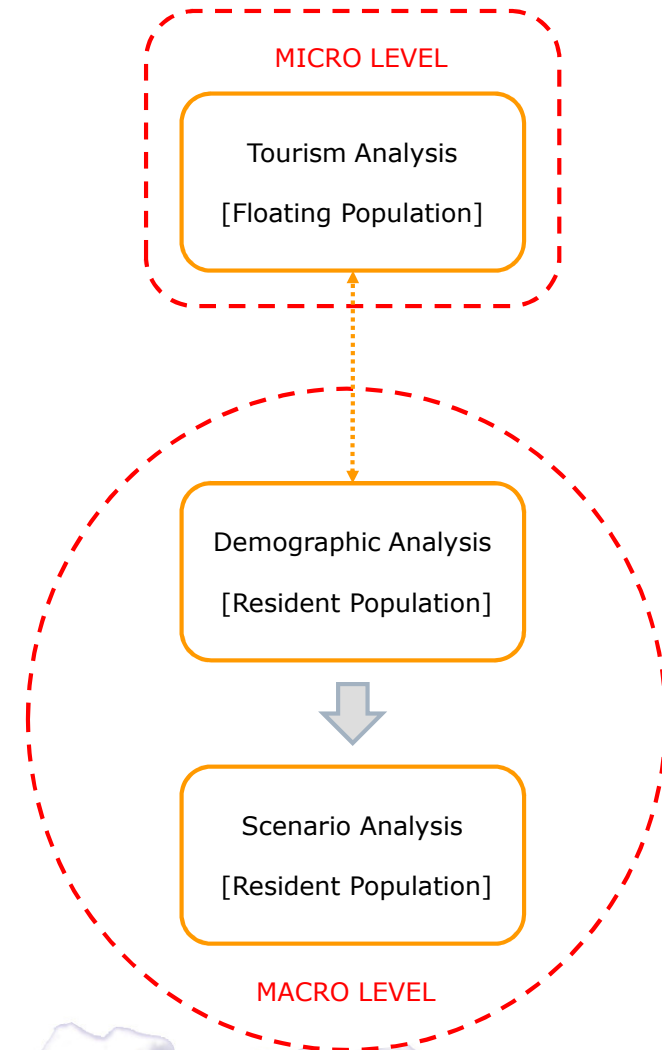 MICRO LEVEL
Tourism Analysis
[Floating Population]
Demographic Analysis
[Resident Population]
Scenario Analysis
[Resident Population]
MACRO LEVEL